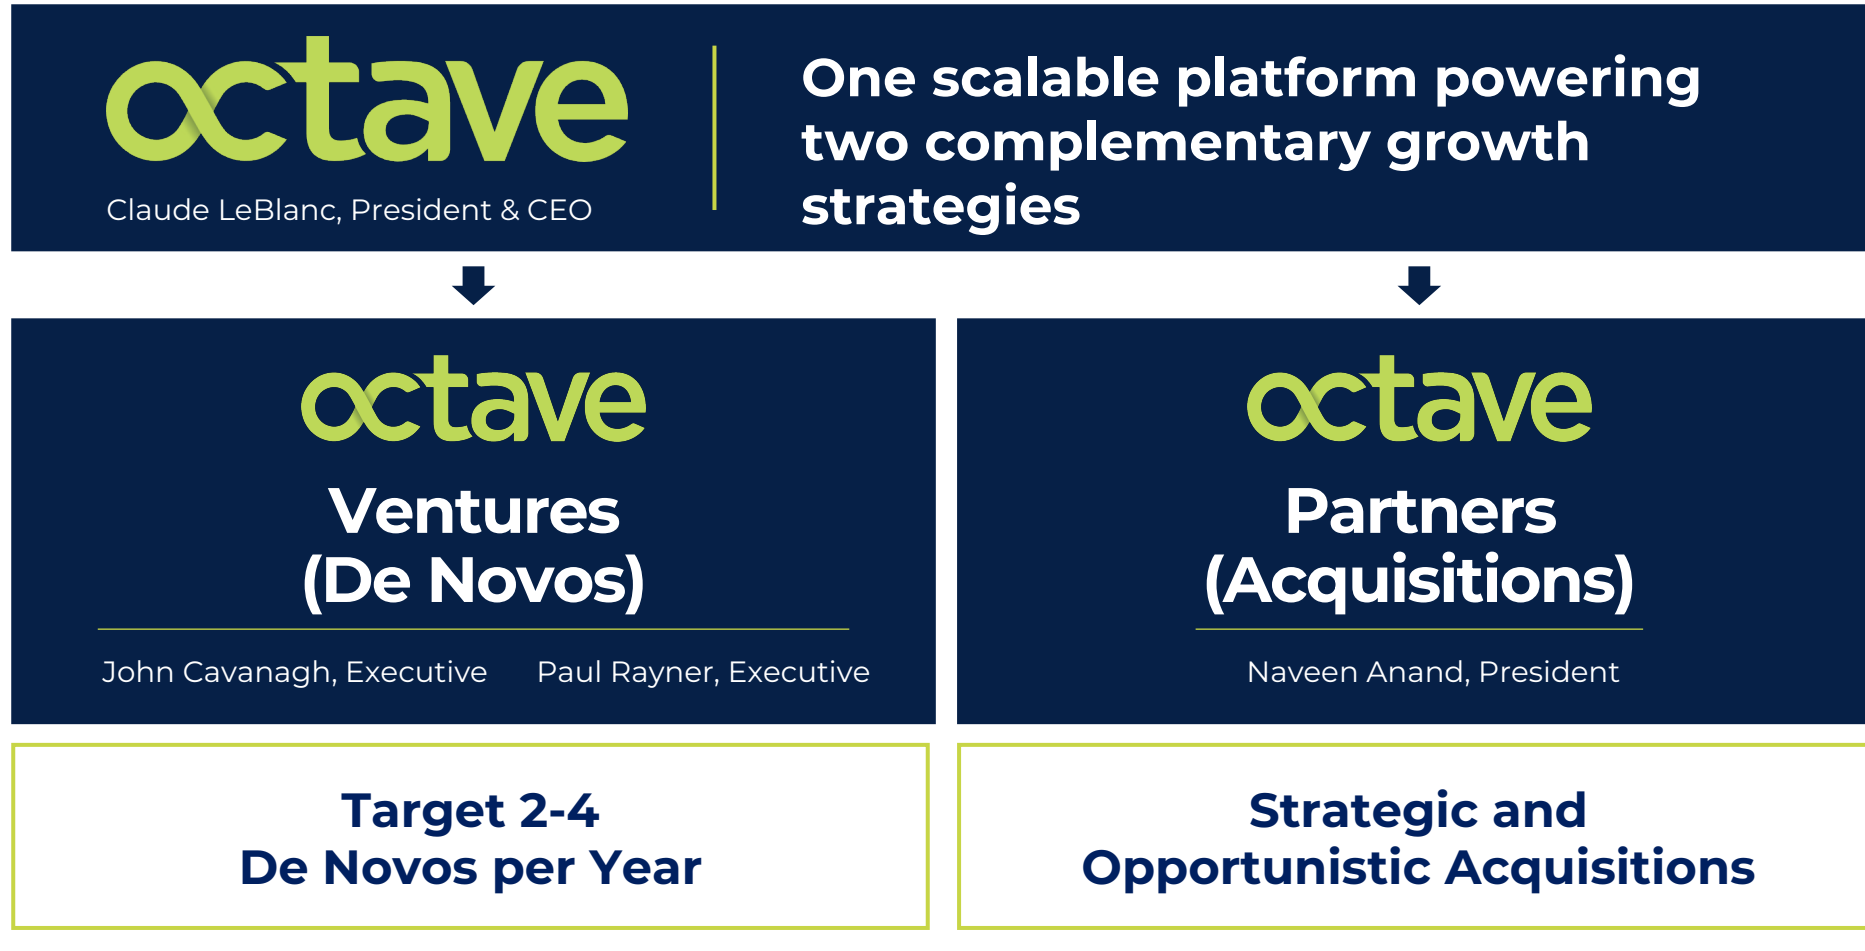 octave
Claude LeBlanc, President & CEO
One scalable platform powering
two complementary growth
strategies
octave
Ventures
(De Novos)
John Cavanagh, Executive
Paul Rayner, Executive
octave
Partners
(Acquisitions)
Naveen Anand, President
Target 2-4
De Novos per Year
Strategic and
Opportunistic Acquisitions